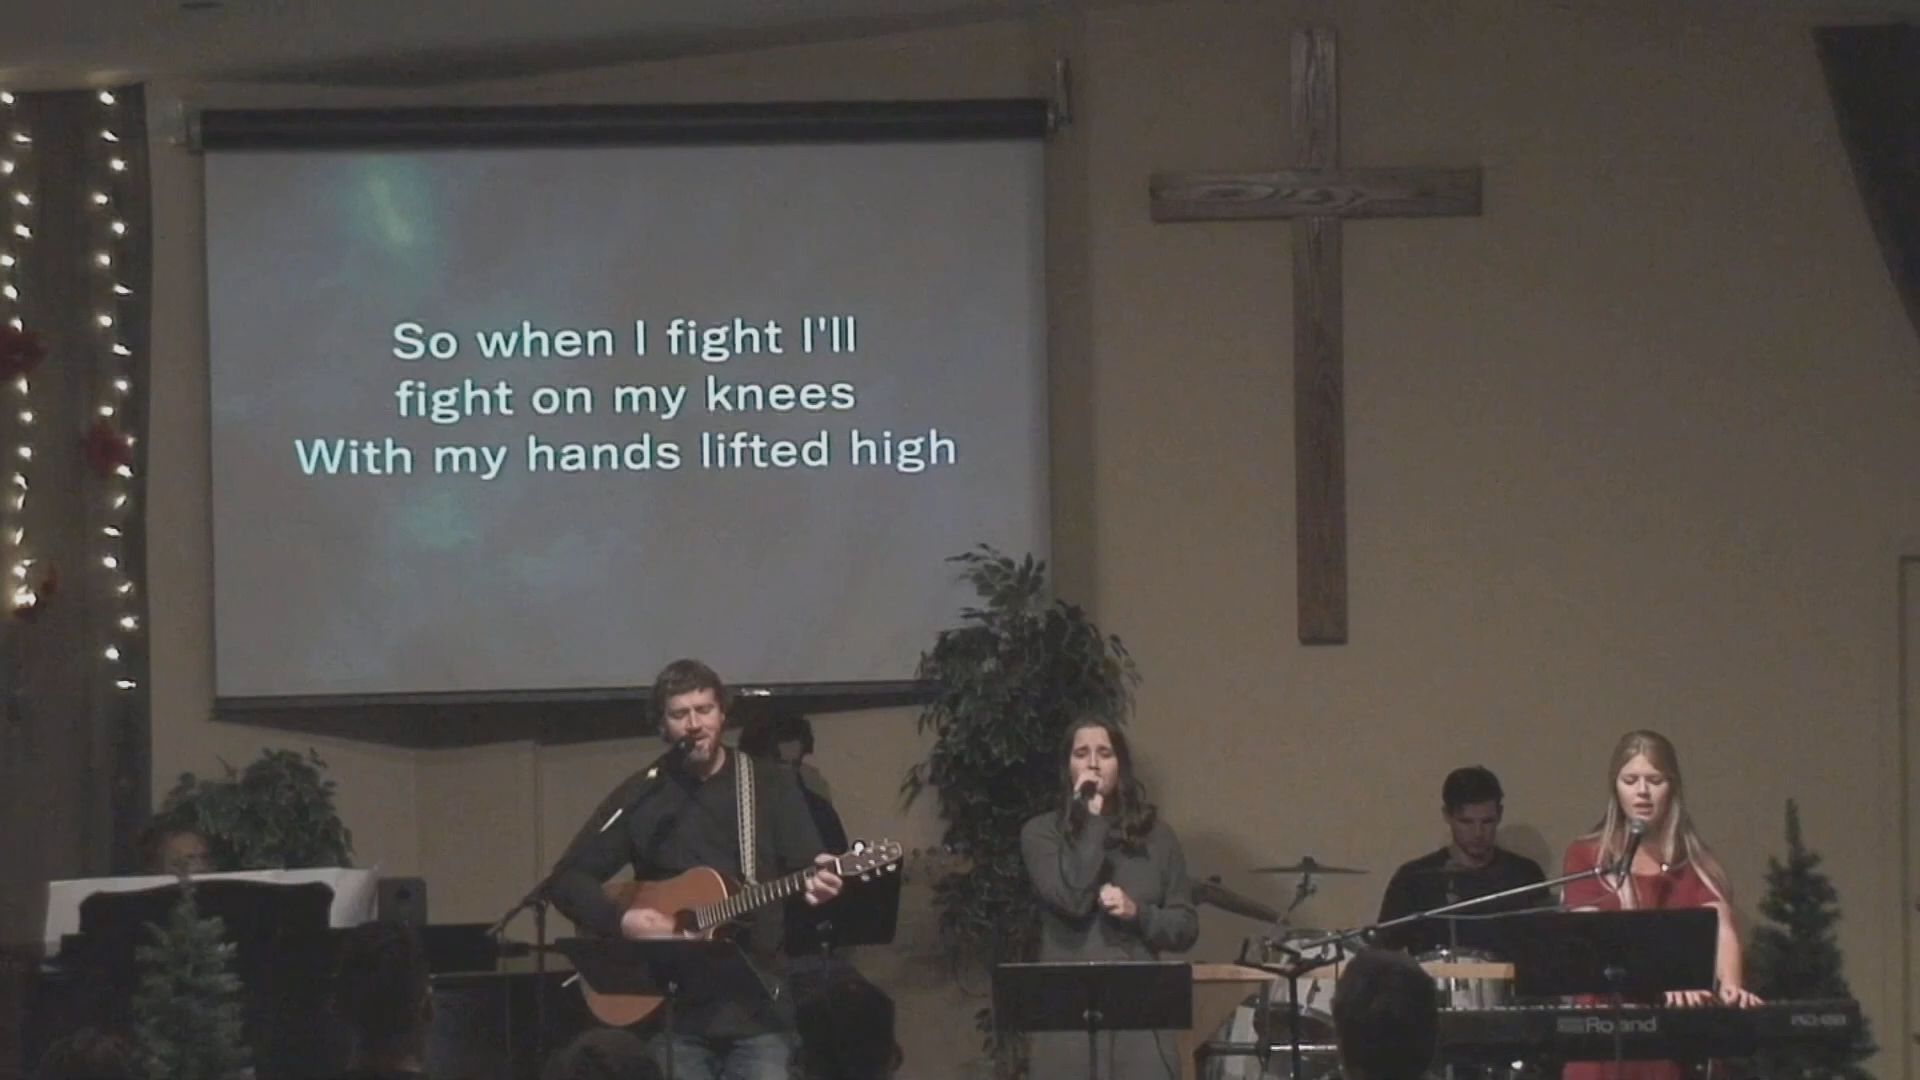 So when I fight I'll
fight on my knees
With my hands lifted high
Roland